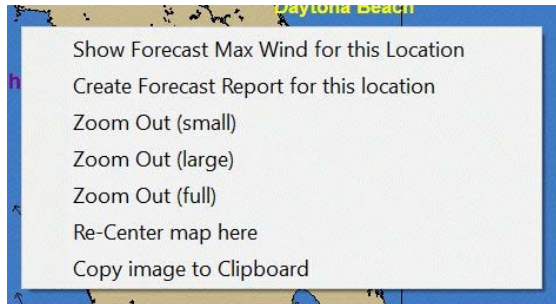 Daytona Beach
Show Forecast Max Wind for this Location
Create Forecast Report for this location
h
Zoom Out (small)
Zoom Out (large)
Zoom Out (full)
Re-Center map here
Copy image to Clipboard